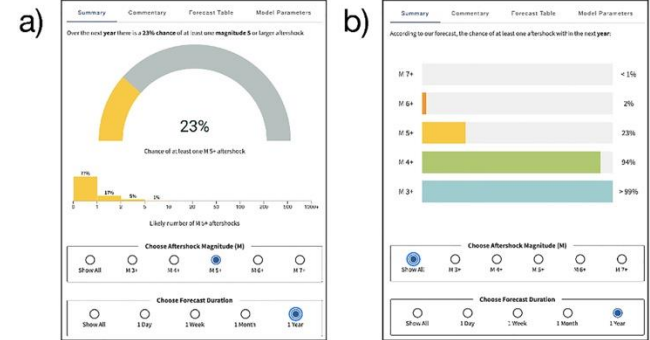 a)
Summary Commentary Forecast Table Model Parameters
Over the next year there is a 23% chance of at least one magnitude 5 or larger aftershock
23%
Chance of at least one M 5+ aftershock
77%
17%
5%
1%
0 1 2 5 10 20 50 100 200 500 1000+
Likely number of M 5+ aftershocks
Choose Aftershock Magnitude (M)
Show All M 3+ M 4+ M 5+ M 6+ M 7+
Choose Forecast Duration
Show All 1 Day 1 Week 1 Month 1 Year
b)
Summary Commentary Forecast Table Model Parameters
According to our forecast, the chance of at least one aftershock within the next year:
M 7+ < 1%
M 6+ 2%
M 5+ 23%
M 4+ 94%
M 3+ > 99%
Choose Aftershock Magnitude (M)
Show All M 3+ M 4+ M 5+ M 6+ M 7+
Choose Forecast Duration
Show All 1 Day 1 Week 1 Month 1 Year